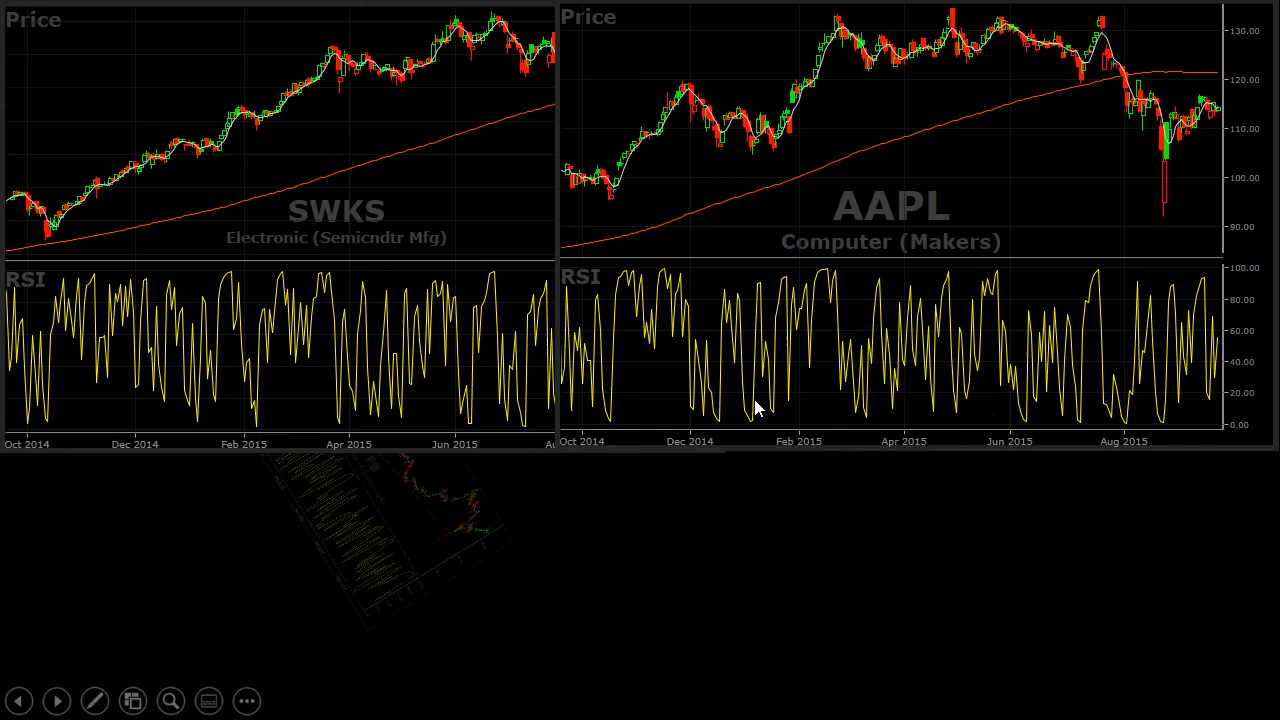 Price
SWKS
Electronic (Semicndtr Mfg)
RSI
Oct 2014 Dec 2014 Feb 2015 Apr 2015 Jun 2015 Au
Price
130.00
120.00
110.00
100.00
90.00
AAPL
Computer (Makers)
RSI
100.00
80.00
60.00
40.00
20.00
0.00
Oct 2014 Dec 2014 Feb 2015 Apr 2015 Jun 2015 Aug 2015